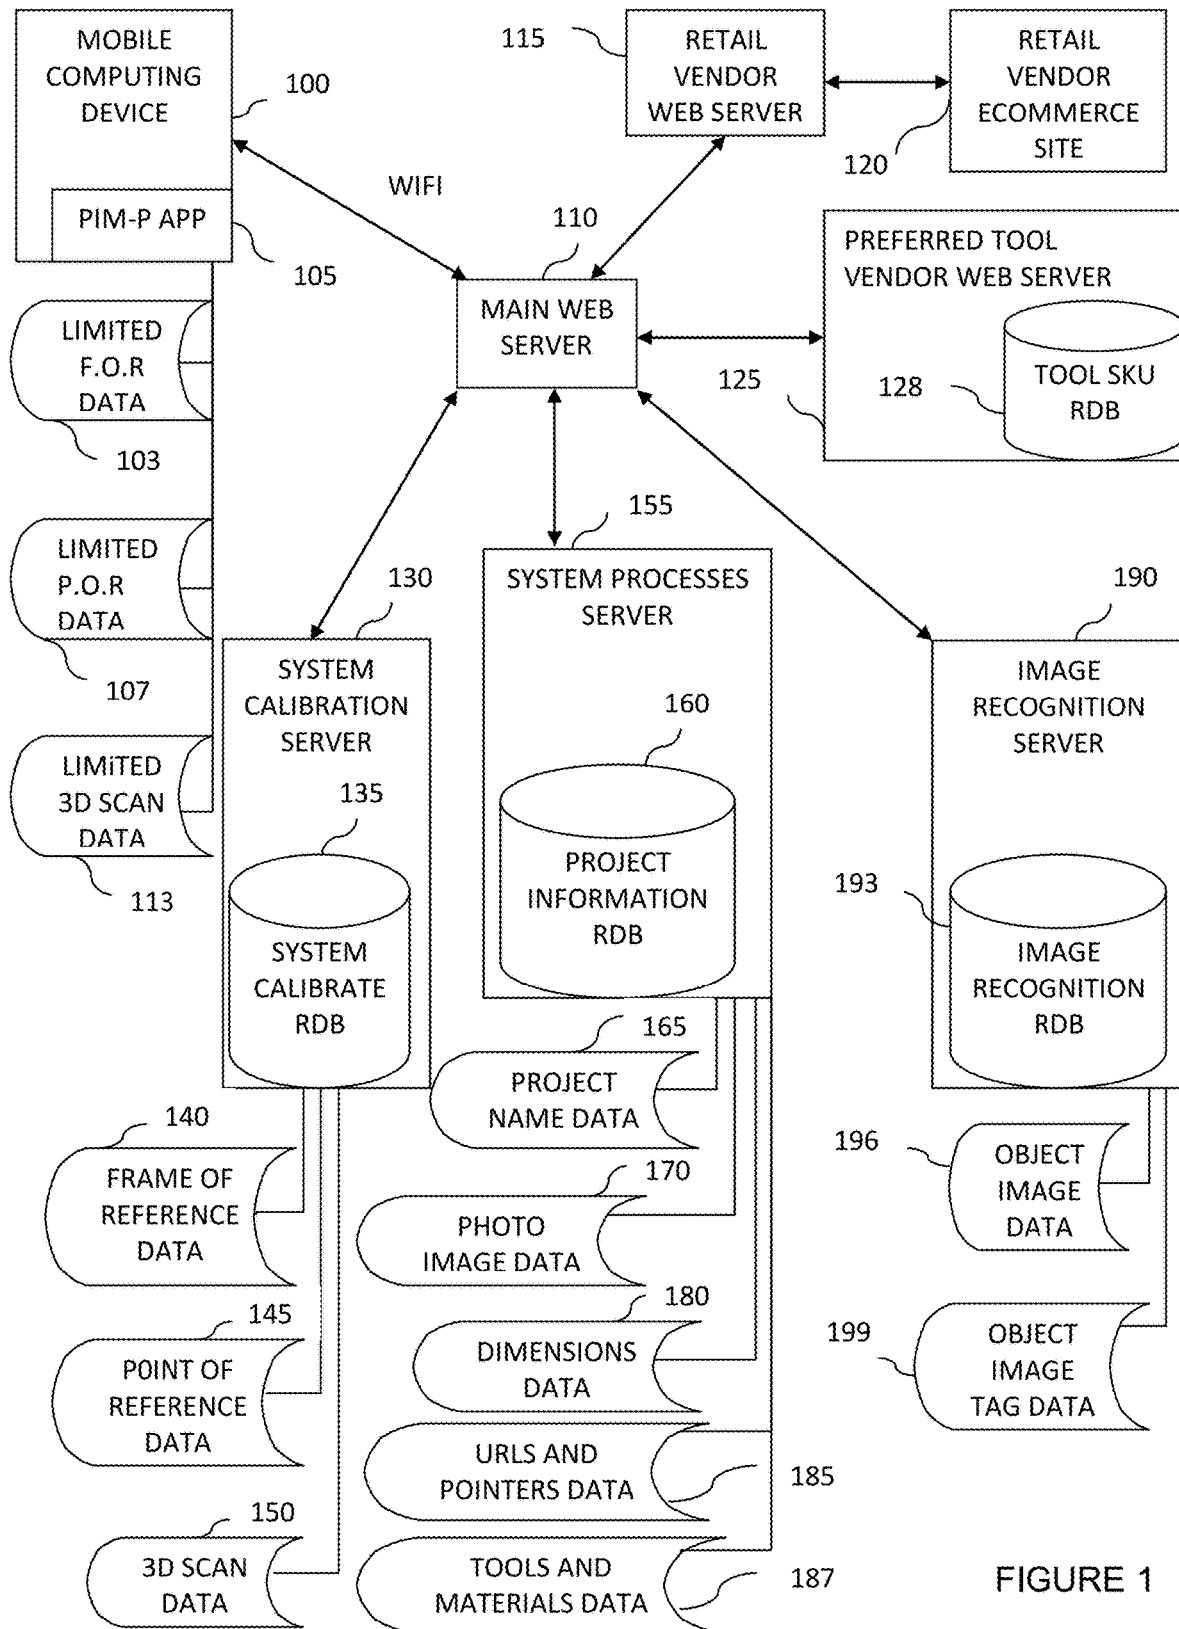 MOBILE
COMPUTING
DEVICE
100
PIM-P APP
105
WIFI
115
RETAIL
VENDOR
WEB SERVER
RETAIL
VENDOR
ECOMMERCE
SITE
120
110
MAIN WEB
SERVER
PREFERRED TOOL
VENDOR WEB SERVER
125
128
TOOL SKU
RDB
LIMITED
F.O.R
DATA
103
LIMITED
P.O.R
DATA
107
LIMiTED
3D SCAN
DATA
113
130
SYSTEM
CALIBRATION
SERVER
135
SYSTEM
CALIBRATE
RDB
155
SYSTEM PROCESSES
SERVER
160
PROJECT
INFORMATION
RDB
190
IMAGE
RECOGNITION
SERVER
193
IMAGE
RECOGNITION
RDB
140
FRAME OF
REFERENCE
DATA
145
P0INT OF
REFERENCE
DATA
150
3D SCAN
DATA
165
PROJECT
NAME DATA
170
PHOTO
IMAGE DATA
180
DIMENSIONS
DATA
URLS AND
POINTERS DATA
185
TOOLS AND
MATERIALS DATA
187
196
OBJECT
IMAGE
DATA
199
OBJECT
IMAGE
TAG DATA
FIGURE 1